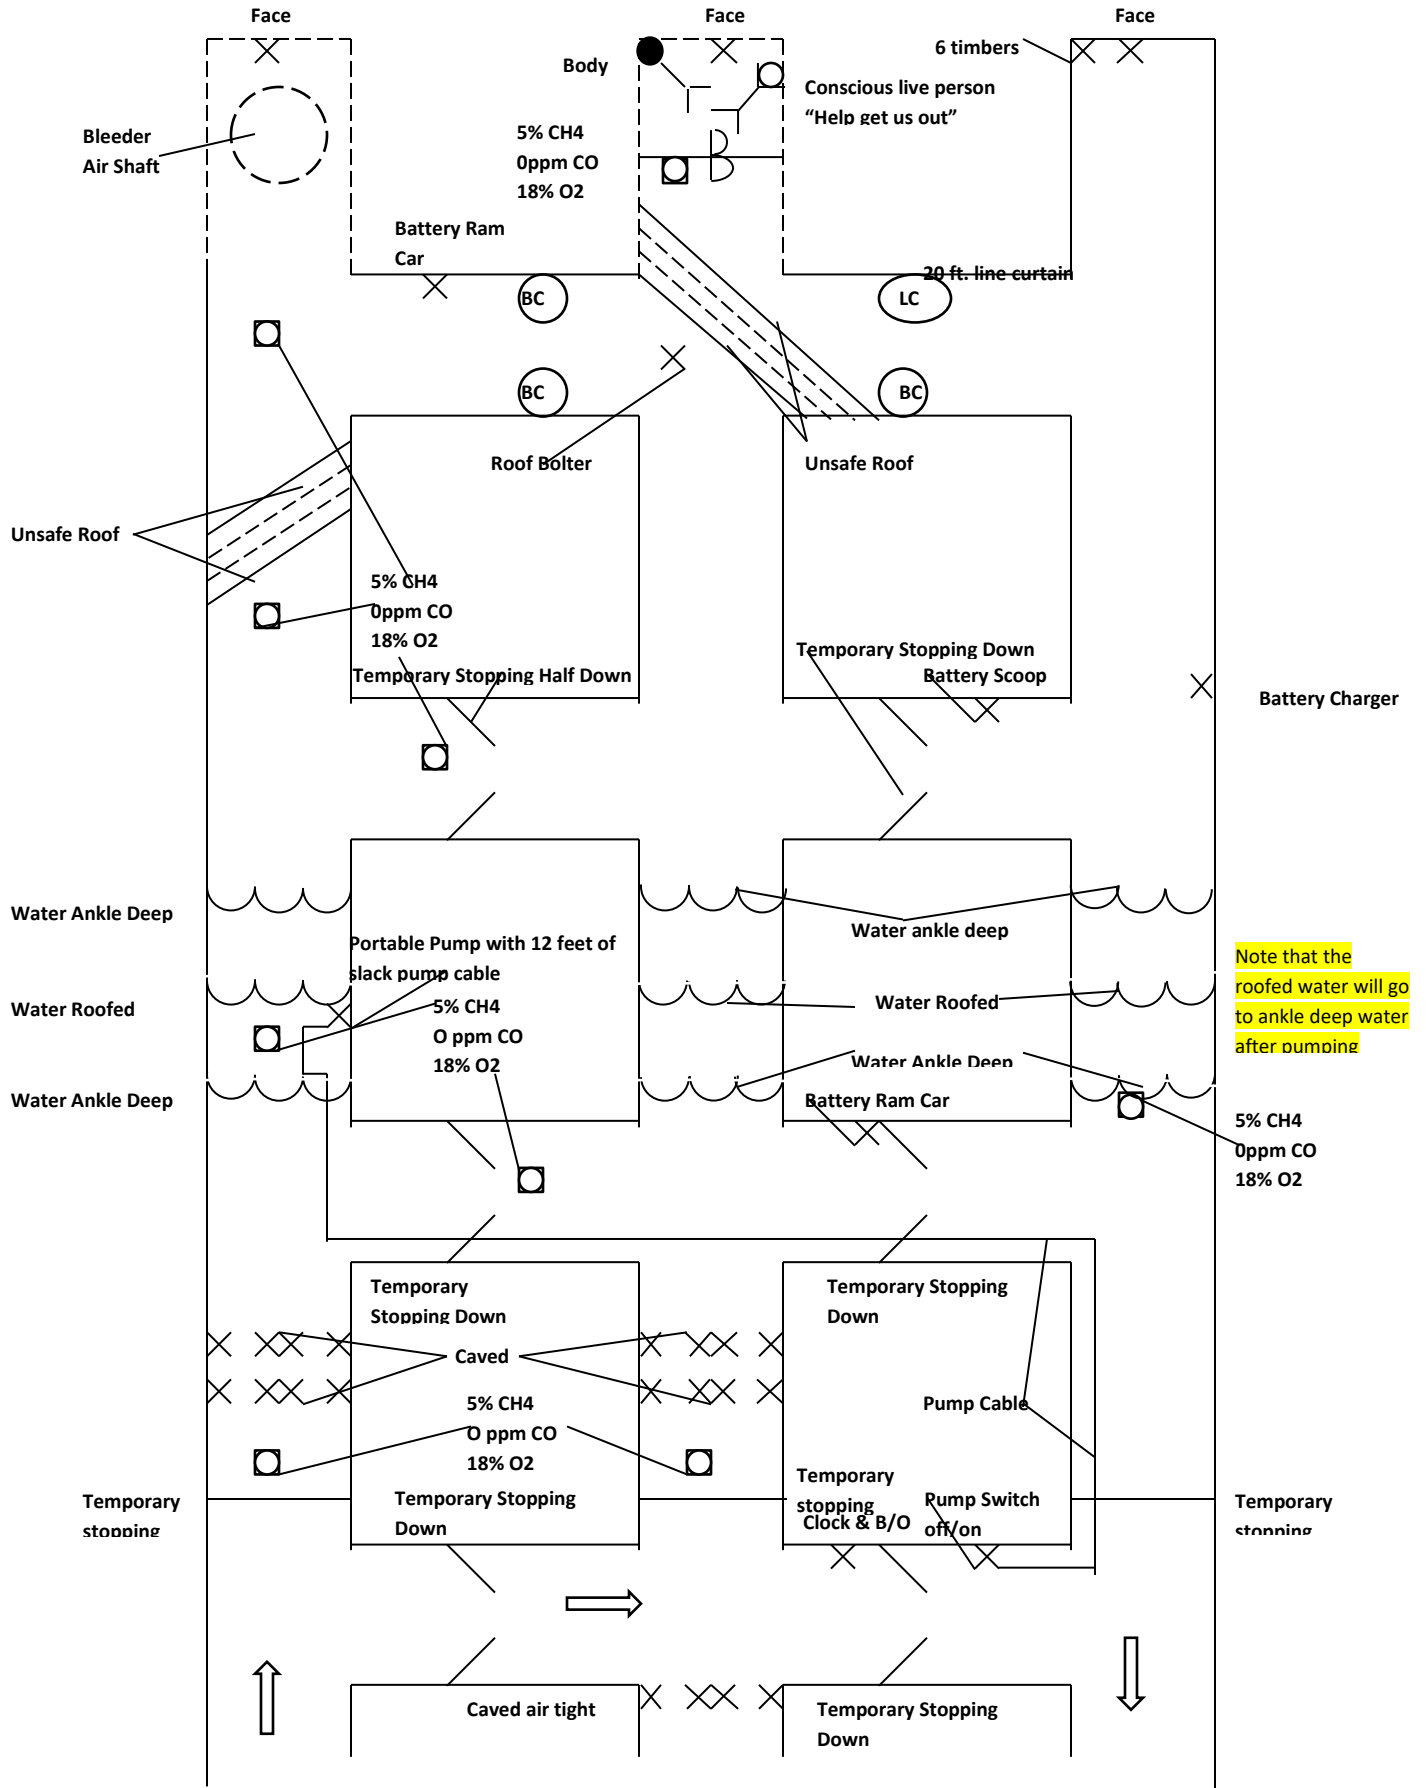 Face
Face
Face
6 timbers
Body
Conscious live person
“Help get us out”
Bleeder
Air Shaft
5% CH4
0ppm CO
18% O2
Battery Ram
Car
20 ft. line curtain
BC
LC
BC
BC
Roof Bolter
Unsafe Roof
Unsafe Roof
5% CH4
0ppm CO
18% O2
Temporary Stopping Half Down
Temporary Stopping Down
Battery Scoop
Battery Charger
Water Ankle Deep
Water ankle deep
Portable Pump with 12 feet of
slack pump cable
Note that the
roofed water will go
to ankle deep water
after pumping
Water Roofed
5% CH4
O ppm CO
18% O2
Water Roofed
Water Ankle Deep
Water Ankle Deep
Battery Ram Car
5% CH4
0ppm CO
18% O2
Temporary
Stopping Down
Temporary Stopping
Down
Caved
5% CH4
O ppm CO
18% O2
Pump Cable
Temporary
stopping
Temporary Stopping
Down
Temporary
stopping
Clock & B/O
Pump Switch
off/on
Temporary
stopping
Caved air tight
Temporary Stopping
Down